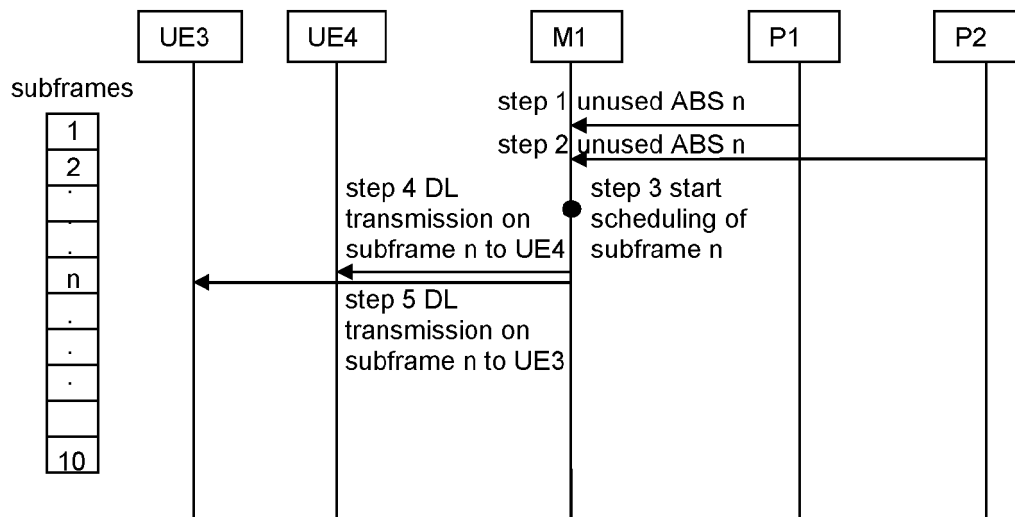 UE3
UE4
M1
P1
P2
subframes
1
2
.
.
.
n
.
.
.
10
step 1 unused ABS n
step 2 unused ABS n
step 3 start
scheduling of
subframe n
step 4 DL
transmission on
subframe n to UE4
step 5 DL
transmission on
subframe n to UE3